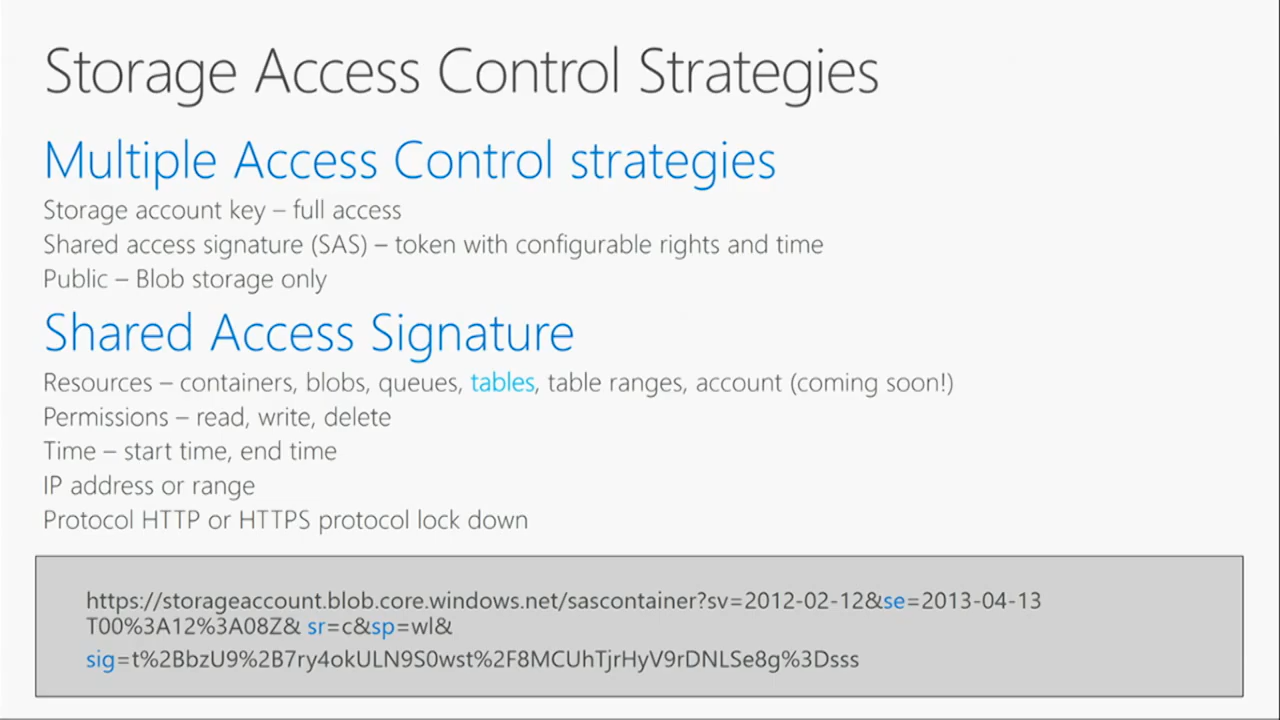 Storage Access Control Strategies
Multiple Access Control strategies
Storage account key – full access
Shared access signature (SAS) – token with configurable rights and time
Public – Blob storage only
Shared Access Signature
Resources – containers, blobs, queues, tables, table ranges, account (coming soon!)
Permissions – read, write, delete
Time – start time, end time
IP address or range
Protocol HTTP or HTTPS protocol lock down
https://storageaccount.blob.core.windows.net/sascontainer?sv=2012-02-12&se=2013-04-13
T00%3A12%3A08Z& sr=c&sp=wl&
sig=t%2BbzU9%2B7ry4okULN9S0wst%2F8MCUhTjrHyV9rDNLSe8g%3Dsss